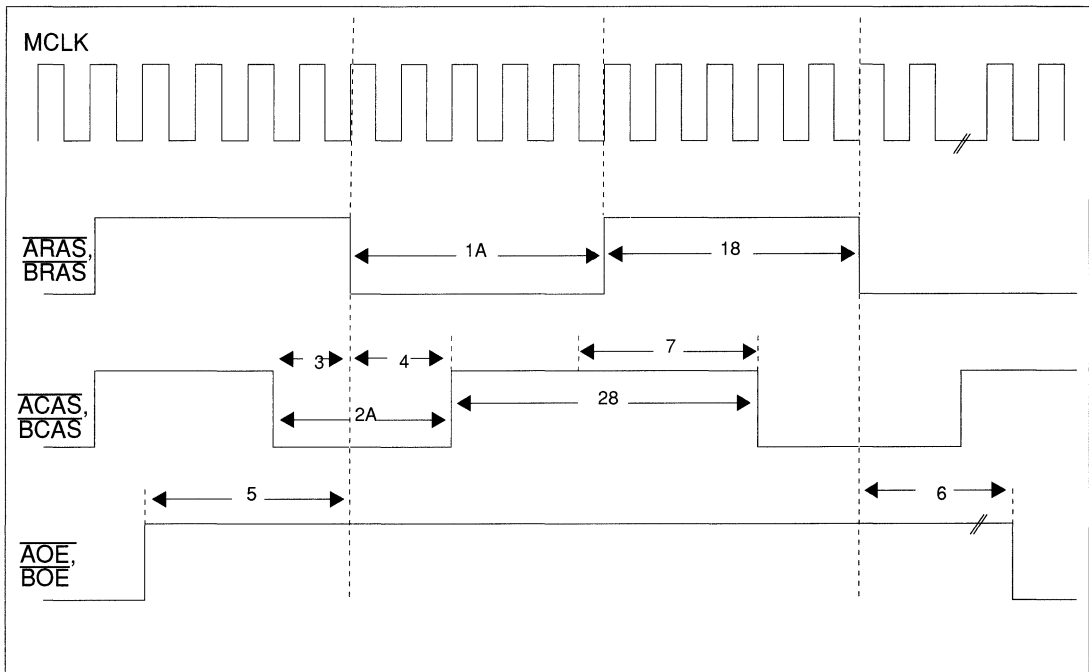 MCLK
ARAS,
BRAS
1A
18
3
4
7
ACAS,
BCAS
2A
28
5
6
AOE,
BOE